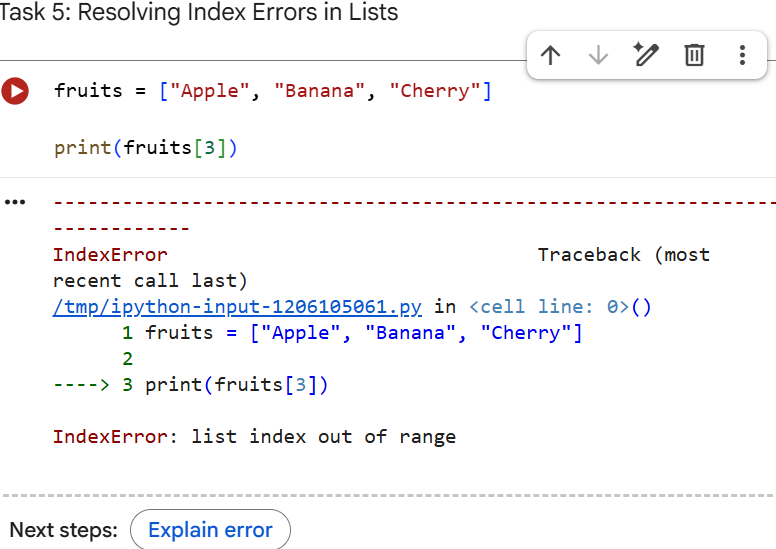 Task 5: Resolving Index Errors in Lists
fruits = ["Apple", "Banana", "Cherry"]
print(fruits[3])
---------------------------------------------------------------
------------
IndexError                                Traceback (most
recent call last)
/tmp/ipython-input-1206105061.py in <cell line: 0>()
      1 fruits = ["Apple", "Banana", "Cherry"]
      2
----> 3 print(fruits[3])
IndexError: list index out of range
Next steps: Explain error